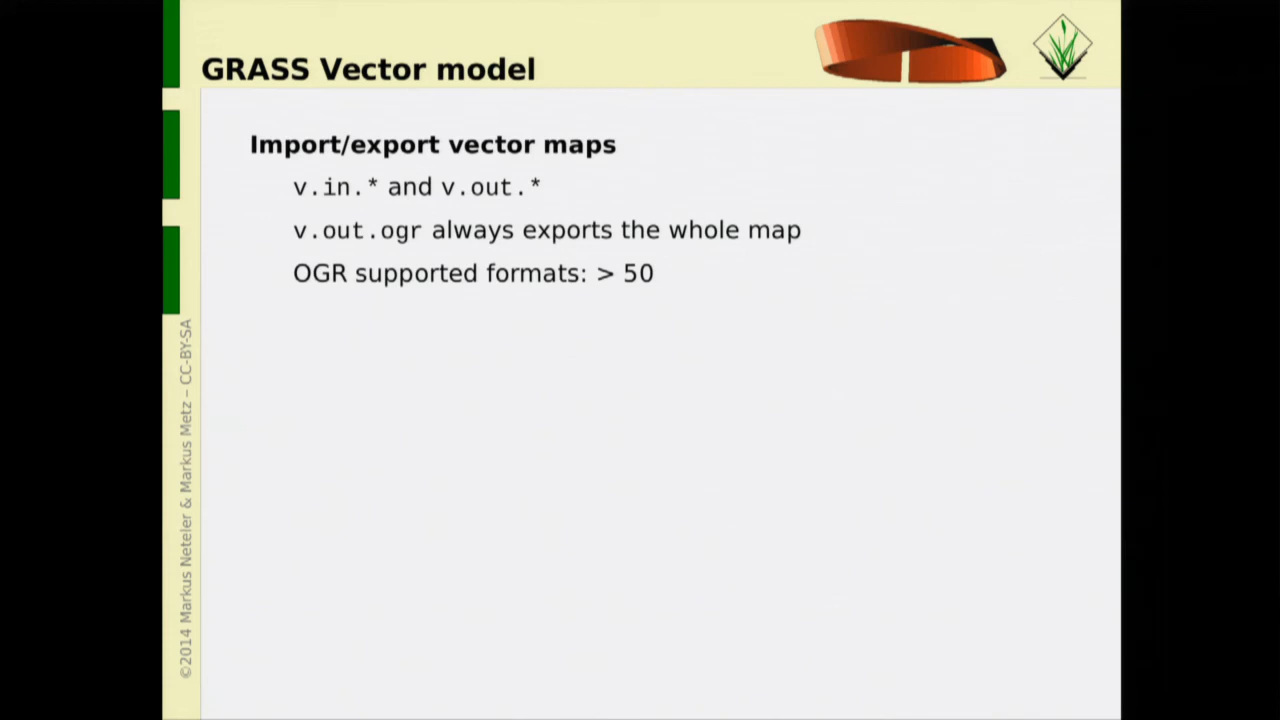 GRASS Vector model
Import/export vector maps
v.in.* and v.out.*
v.out.ogr always exports the whole map
OGR supported formats: > 50
©2014 Markus Neteler & Markus Metz – CC-BY-SA